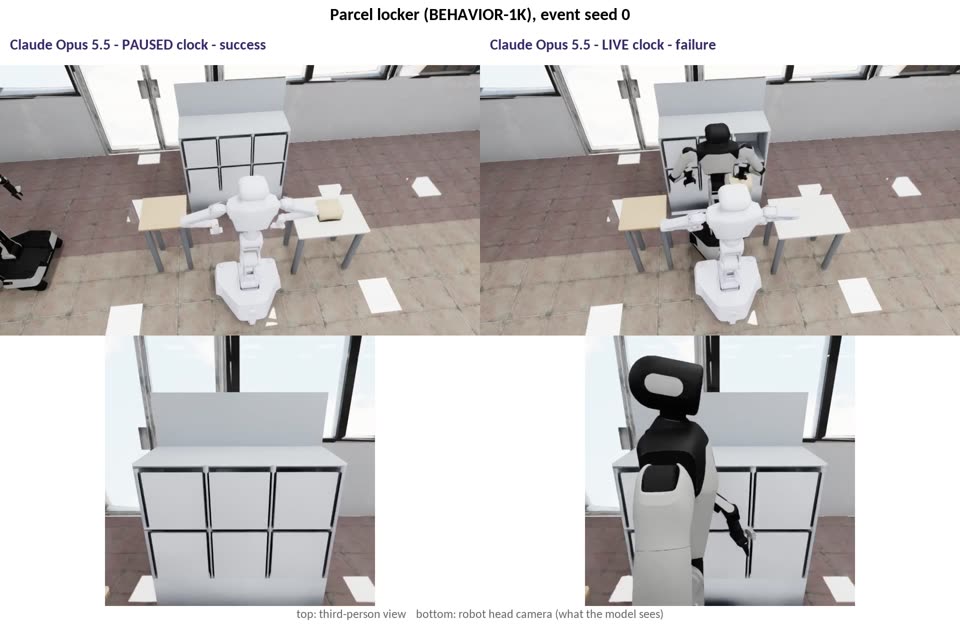 Parcel locker (BEHAVIOR-1K), event seed 0
Claude Opus 5.5 - PAUSED clock - success
Claude Opus 5.5 - LIVE clock - failure
top: third-person view bottom: robot head camera (what the model sees)